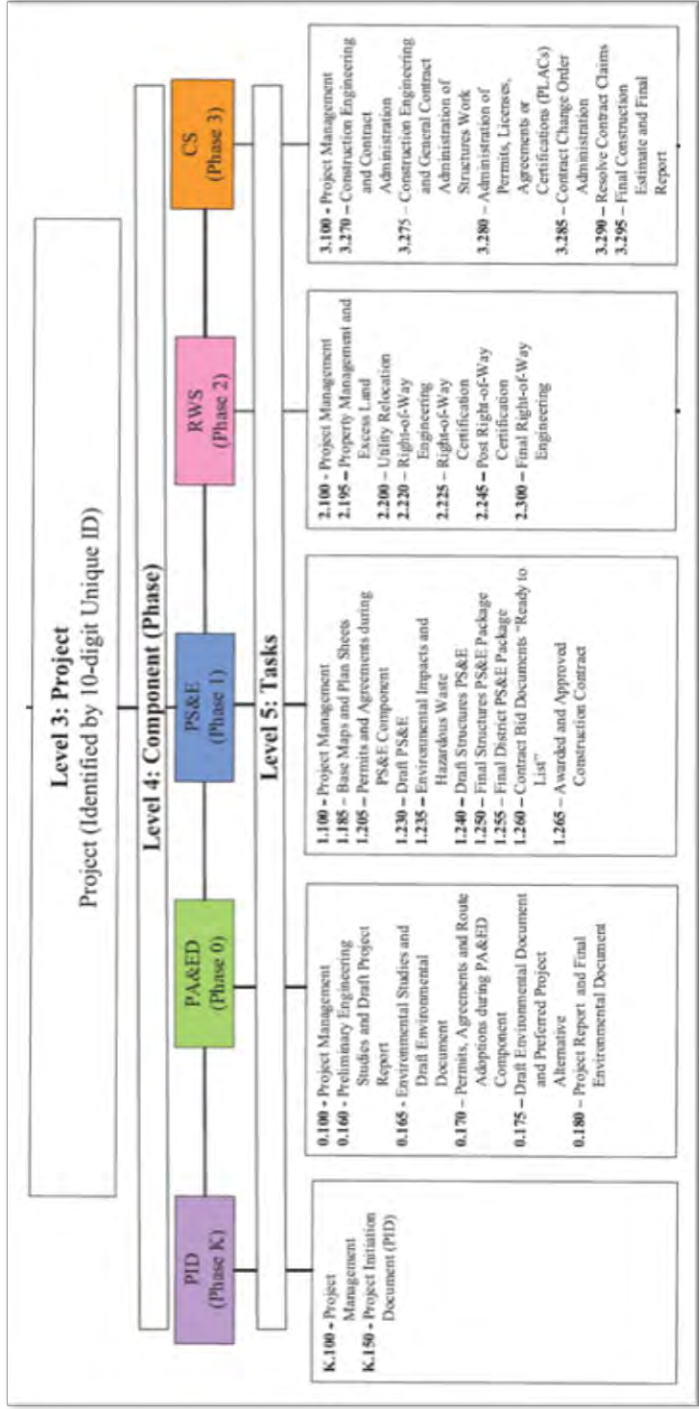 Level 3: Project
Project (Identified by 10-digit Unique ID)
Level 4: Component (Phase)
PID
(Phase K)
PA&ED
(Phase 0)
PS&E
(Phase 1)
RWS
(Phase 2)
CS
(Phase 3)
Level 5: Tasks
K.100 - Project
Management
K.150 - Project Initiation
Document (PID)
0.100 - Project Management
0.160 - Preliminary Engineering
Studies and Draft Project
Report
0.165 - Environmental Studies and
Draft Environmental
Document
0.170 – Permits, Agreements and Route
Adoptions during PA&ED
Component
0.175 – Draft Environmental Document
and Preferred Project
Alternative
0.180 - Project Report and Final
Environmental Document
1.100 - Project Management
1.185 – Base Maps and Plan Sheets
1.205 – Permits and Agreements during
PS&E Component
1.230 – Draft PS&E
1.235 – Environmental Impacts and
Hazardous Waste
1.240 – Draft Structures PS&E
1.250 – Final Structures PS&E Package
1.255 – Final District PS&E Package
1.260 – Contract Bid Documents "Ready to
List"
1.265 – Awarded and Approved
Construction Contract
2.100 - Project Management
2.195 – Property Management and
Excess Land
2.200 – Utility Relocation
2.220 – Right-of-Way
Engineering
2.225 – Right-of-Way
Certification
2.245 – Post Right-of-Way
Certification
2.300 – Final Right-of-Way
Engineering
3.100 - Project Management
3.270 – Construction Engineering
and Contract
Administration
3.275 – Construction Engineering
and General Contract
Administration of
Structures Work
3.280 – Administration of
Permits, Licenses,
Agreements or
Certifications (PLACs)
3.285 – Contract Change Order
Administration
3.290 – Resolve Contract Claims
3.295 – Final Construction
Estimate and Final
Report